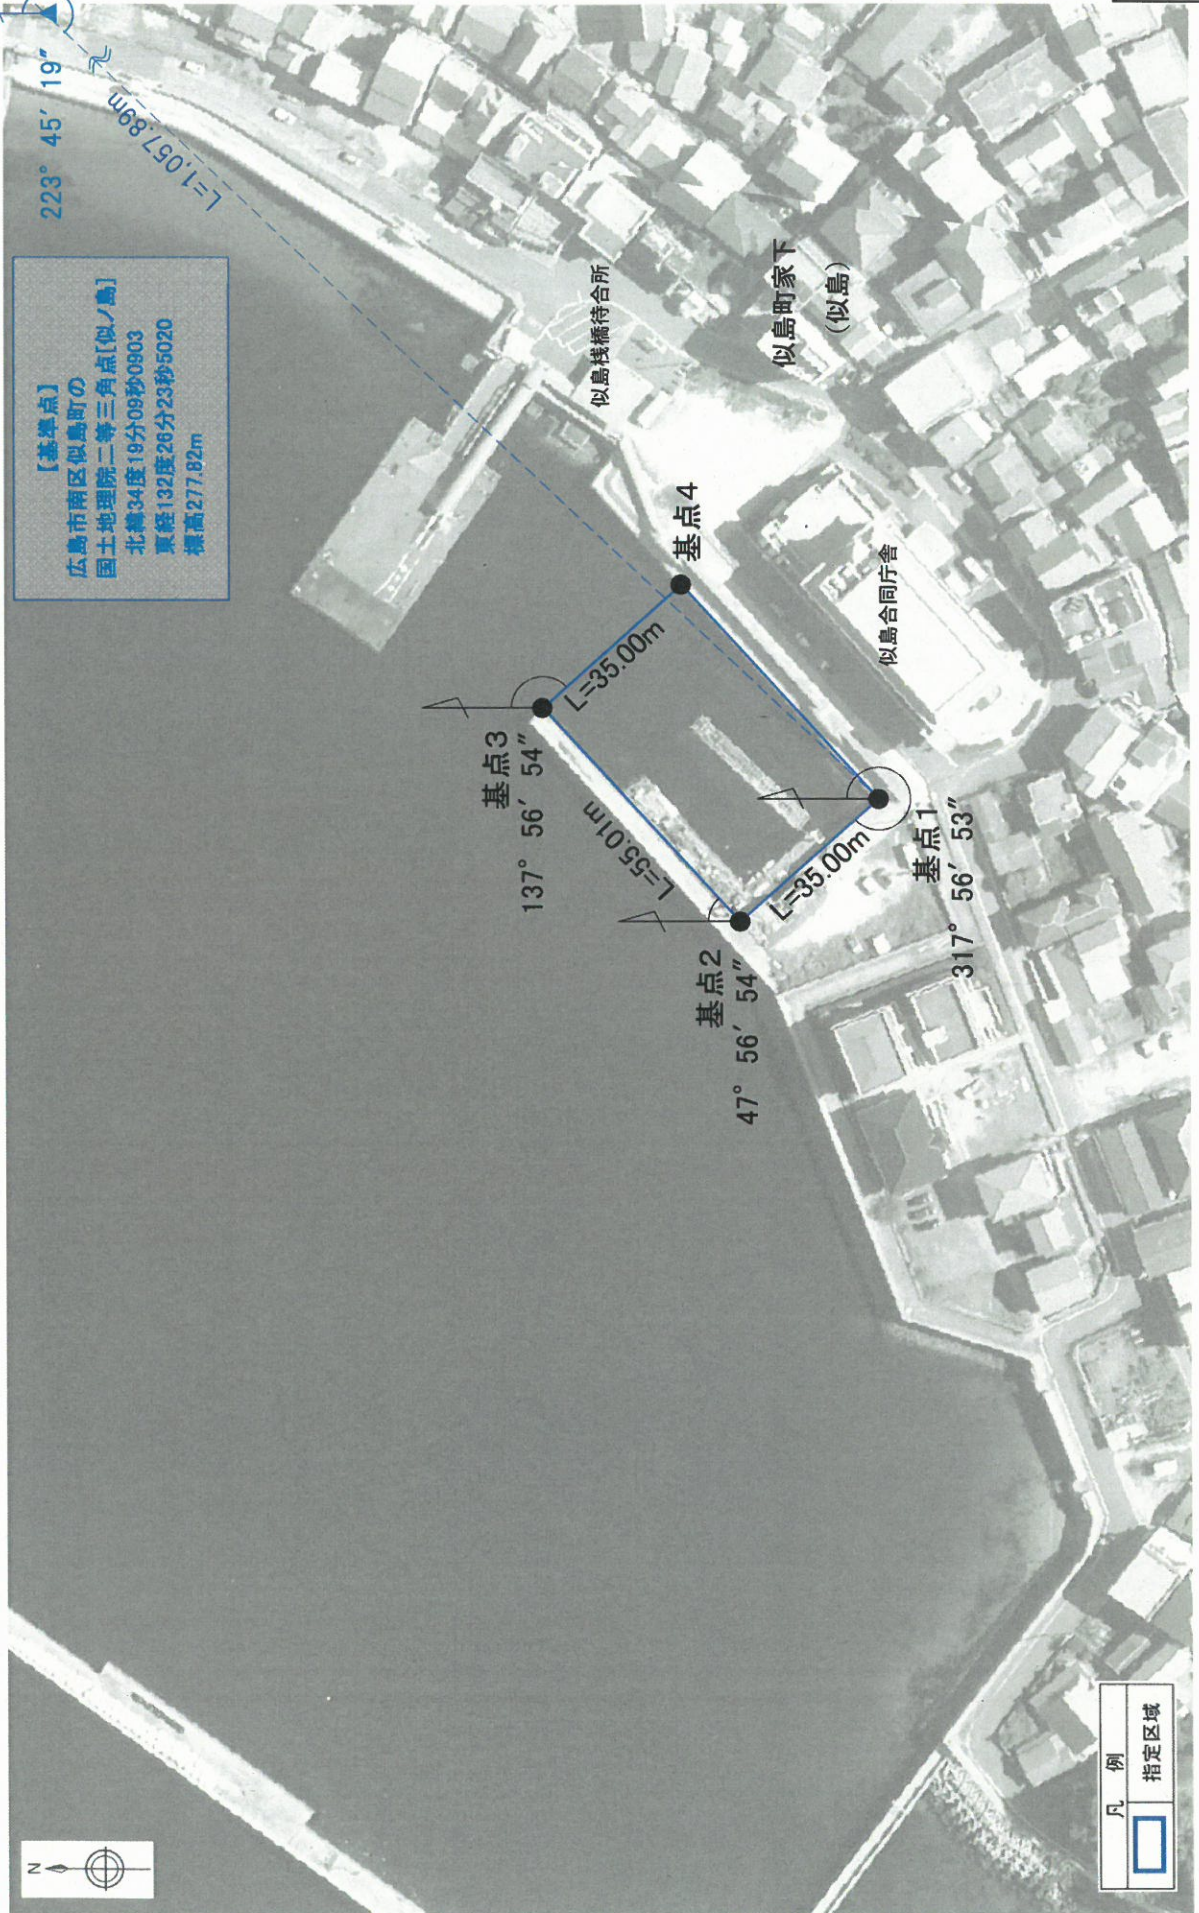 【基準点】
広島市南区似島町の
国土地理院二等三角点[似ノ島]
北緯34度19分09秒0903
東経132度26分23秒5020
標高277.82m
223° 45′ 19″
L=1,057.89m
似島桟橋待合所
似島町家下
(似島)
似島合同庁舎
基点4
L=35.00m
基点3
137° 56′ 54″
L=55.01m
基点2
47° 56′ 54″
L=35.00m
基点1
317° 56′ 53″
N
凡 例
指定区域